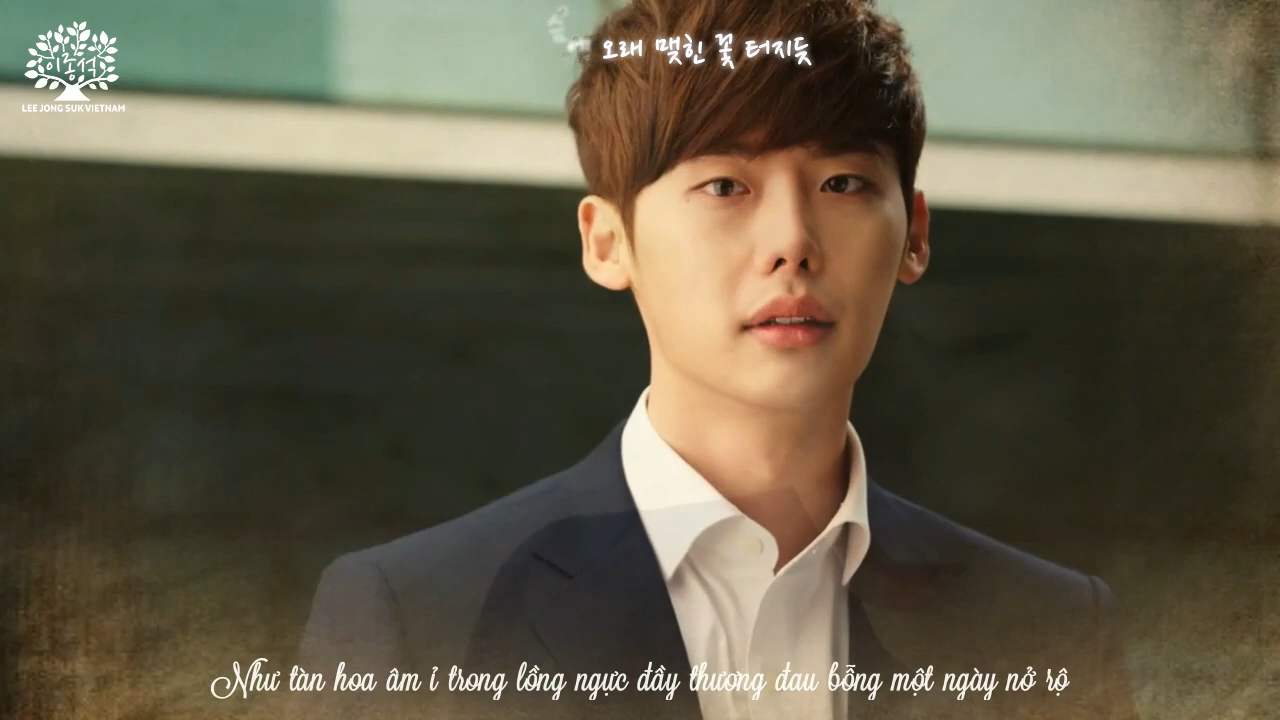 이종석
LEE JONG SUK VIETNAM
오래 맺힌 꽃 터지듯
Như tàn hoa âm ỉ trong lồng ngực đầy thương đau bỗng một ngày nở rộ